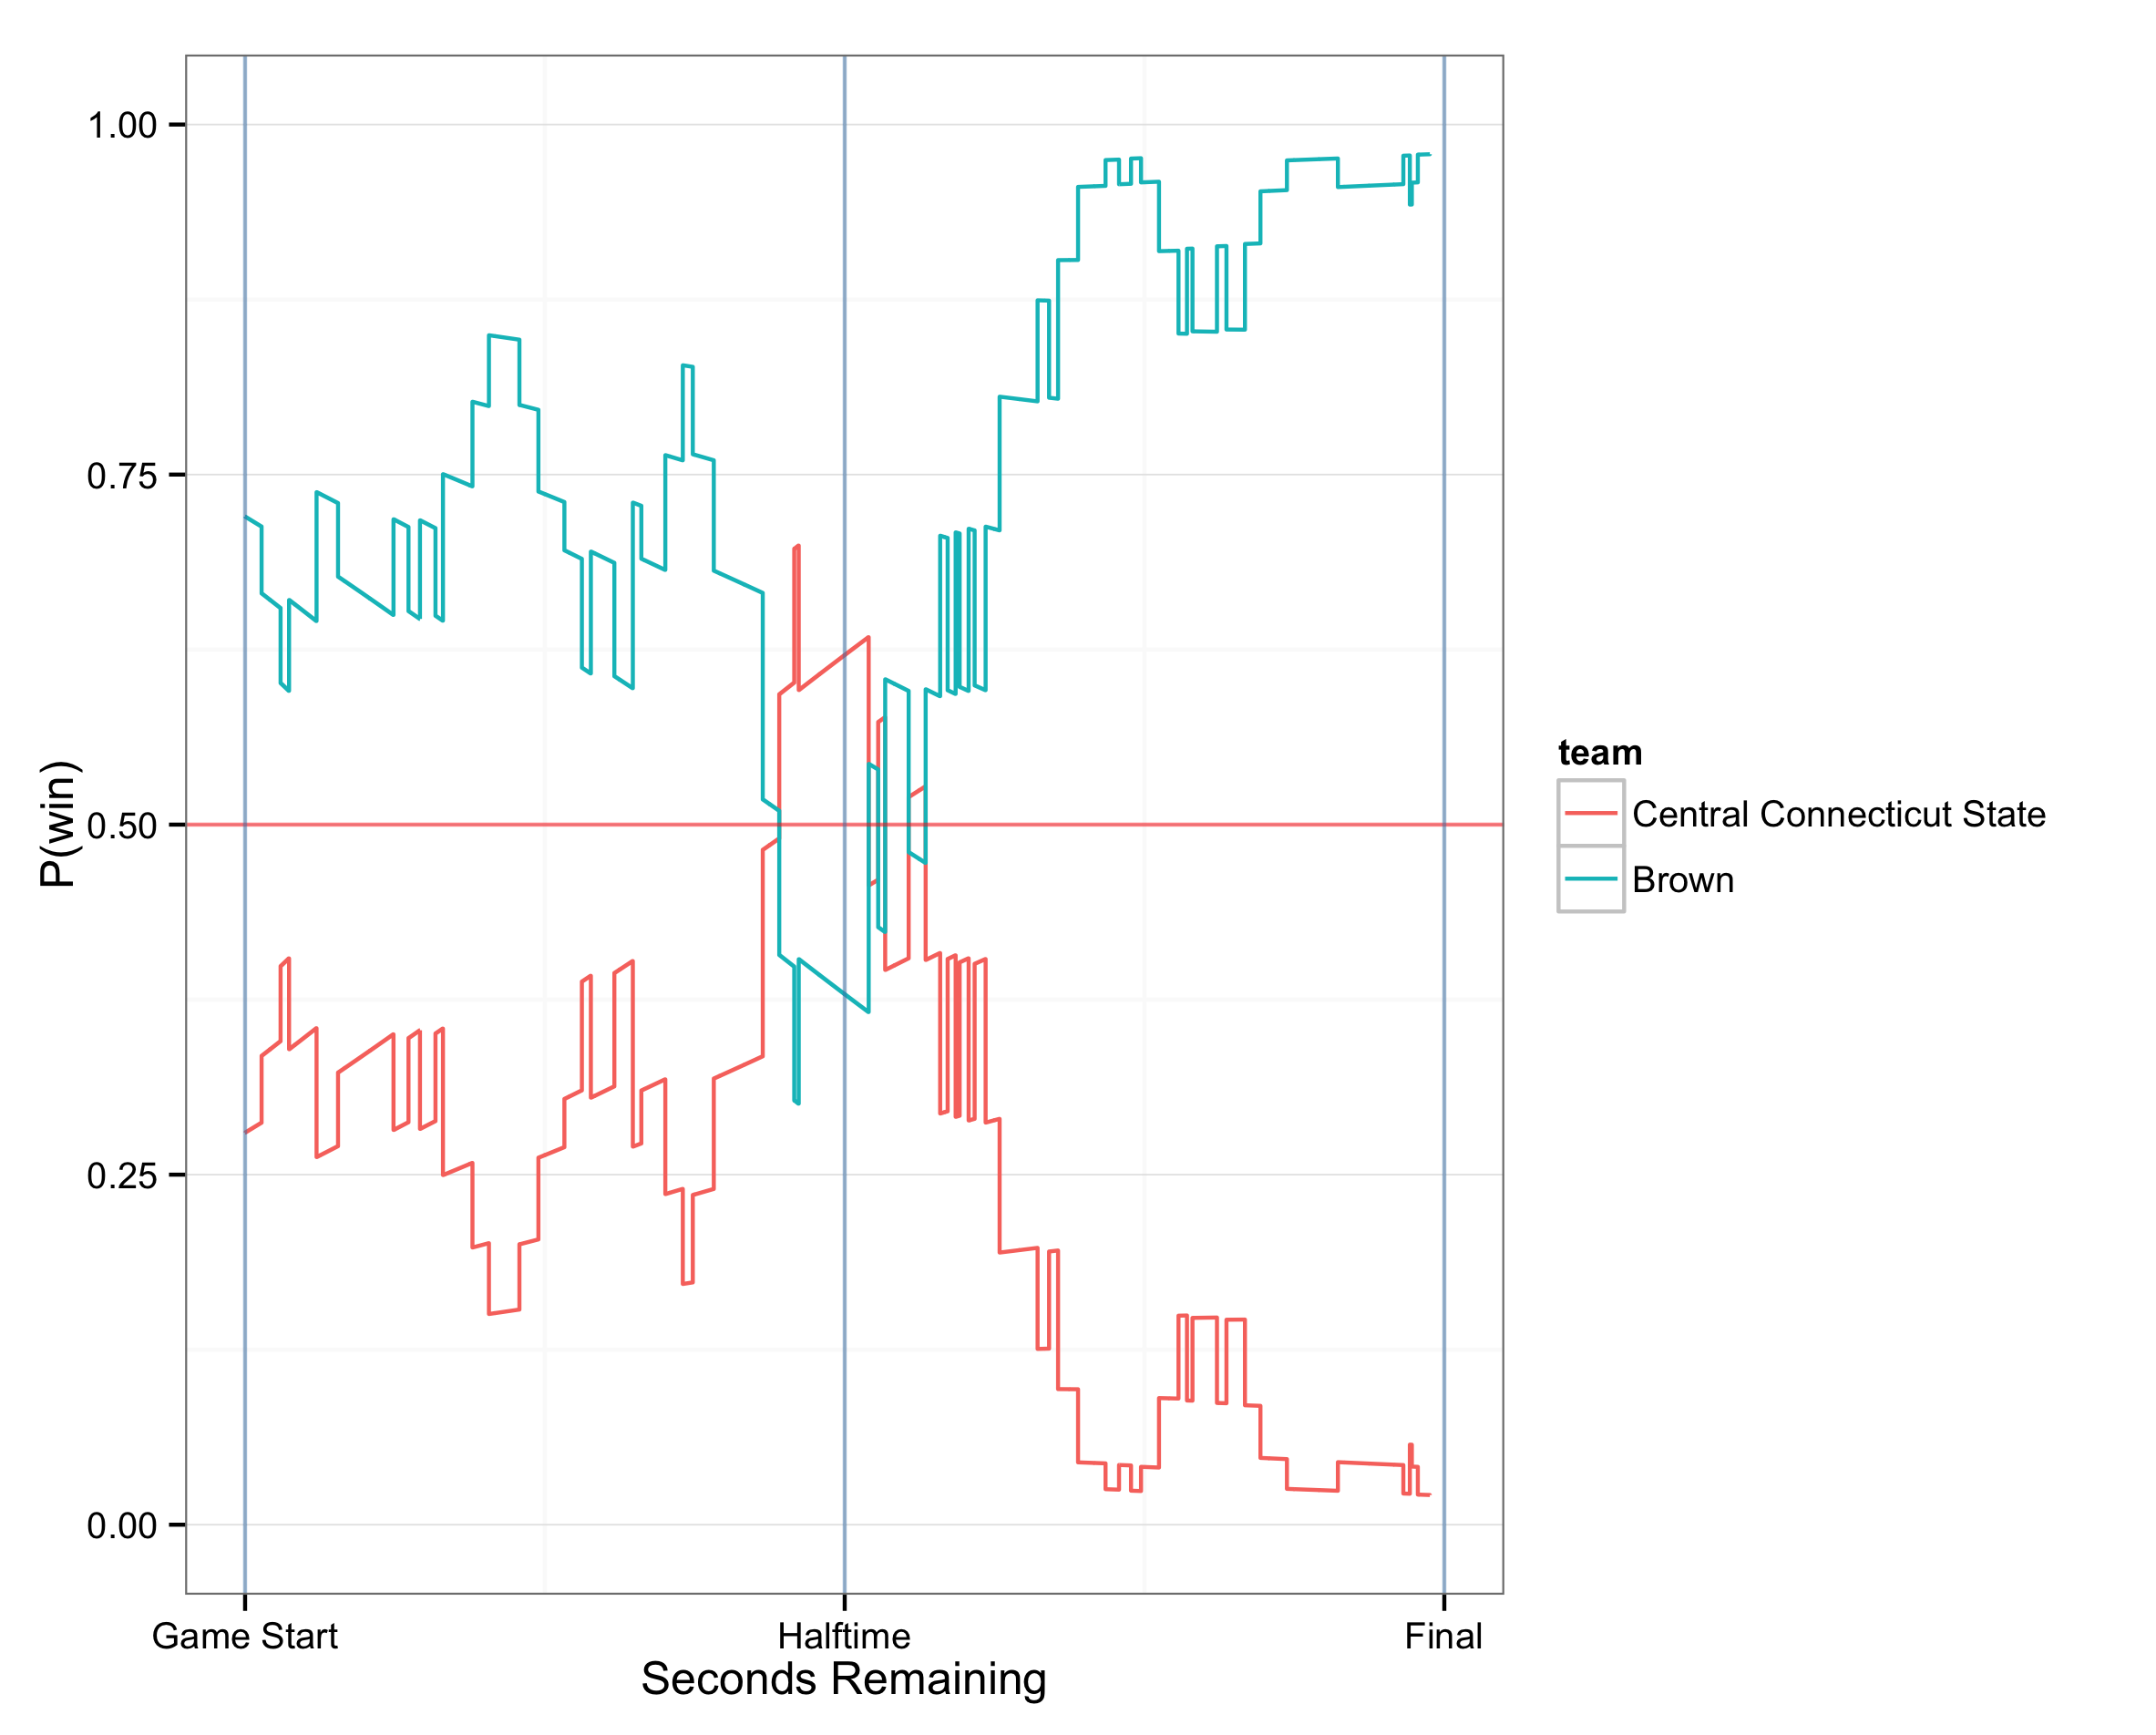 P(win)
1.00
0.75
0.50
0.25
0.00
Game Start
Halftime
Final
Seconds Remaining
team
Central Connecticut State
Brown